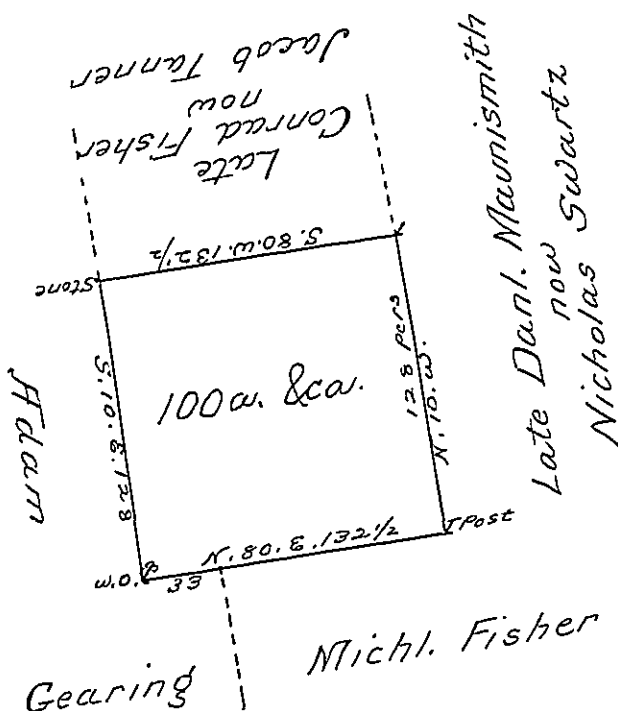 Jacob Tanner
now
Conrad Fisher
Late
Late Danl. Maunismith
now
Nicholas Swartz
S.80.W.132 1/2
Stone
S.10.E.128
128 pers
N.10.W.
100a. &ca.
Adam
Post
N.80.E.132 1/2
33
W.O.
Gearing
Michl. Fisher